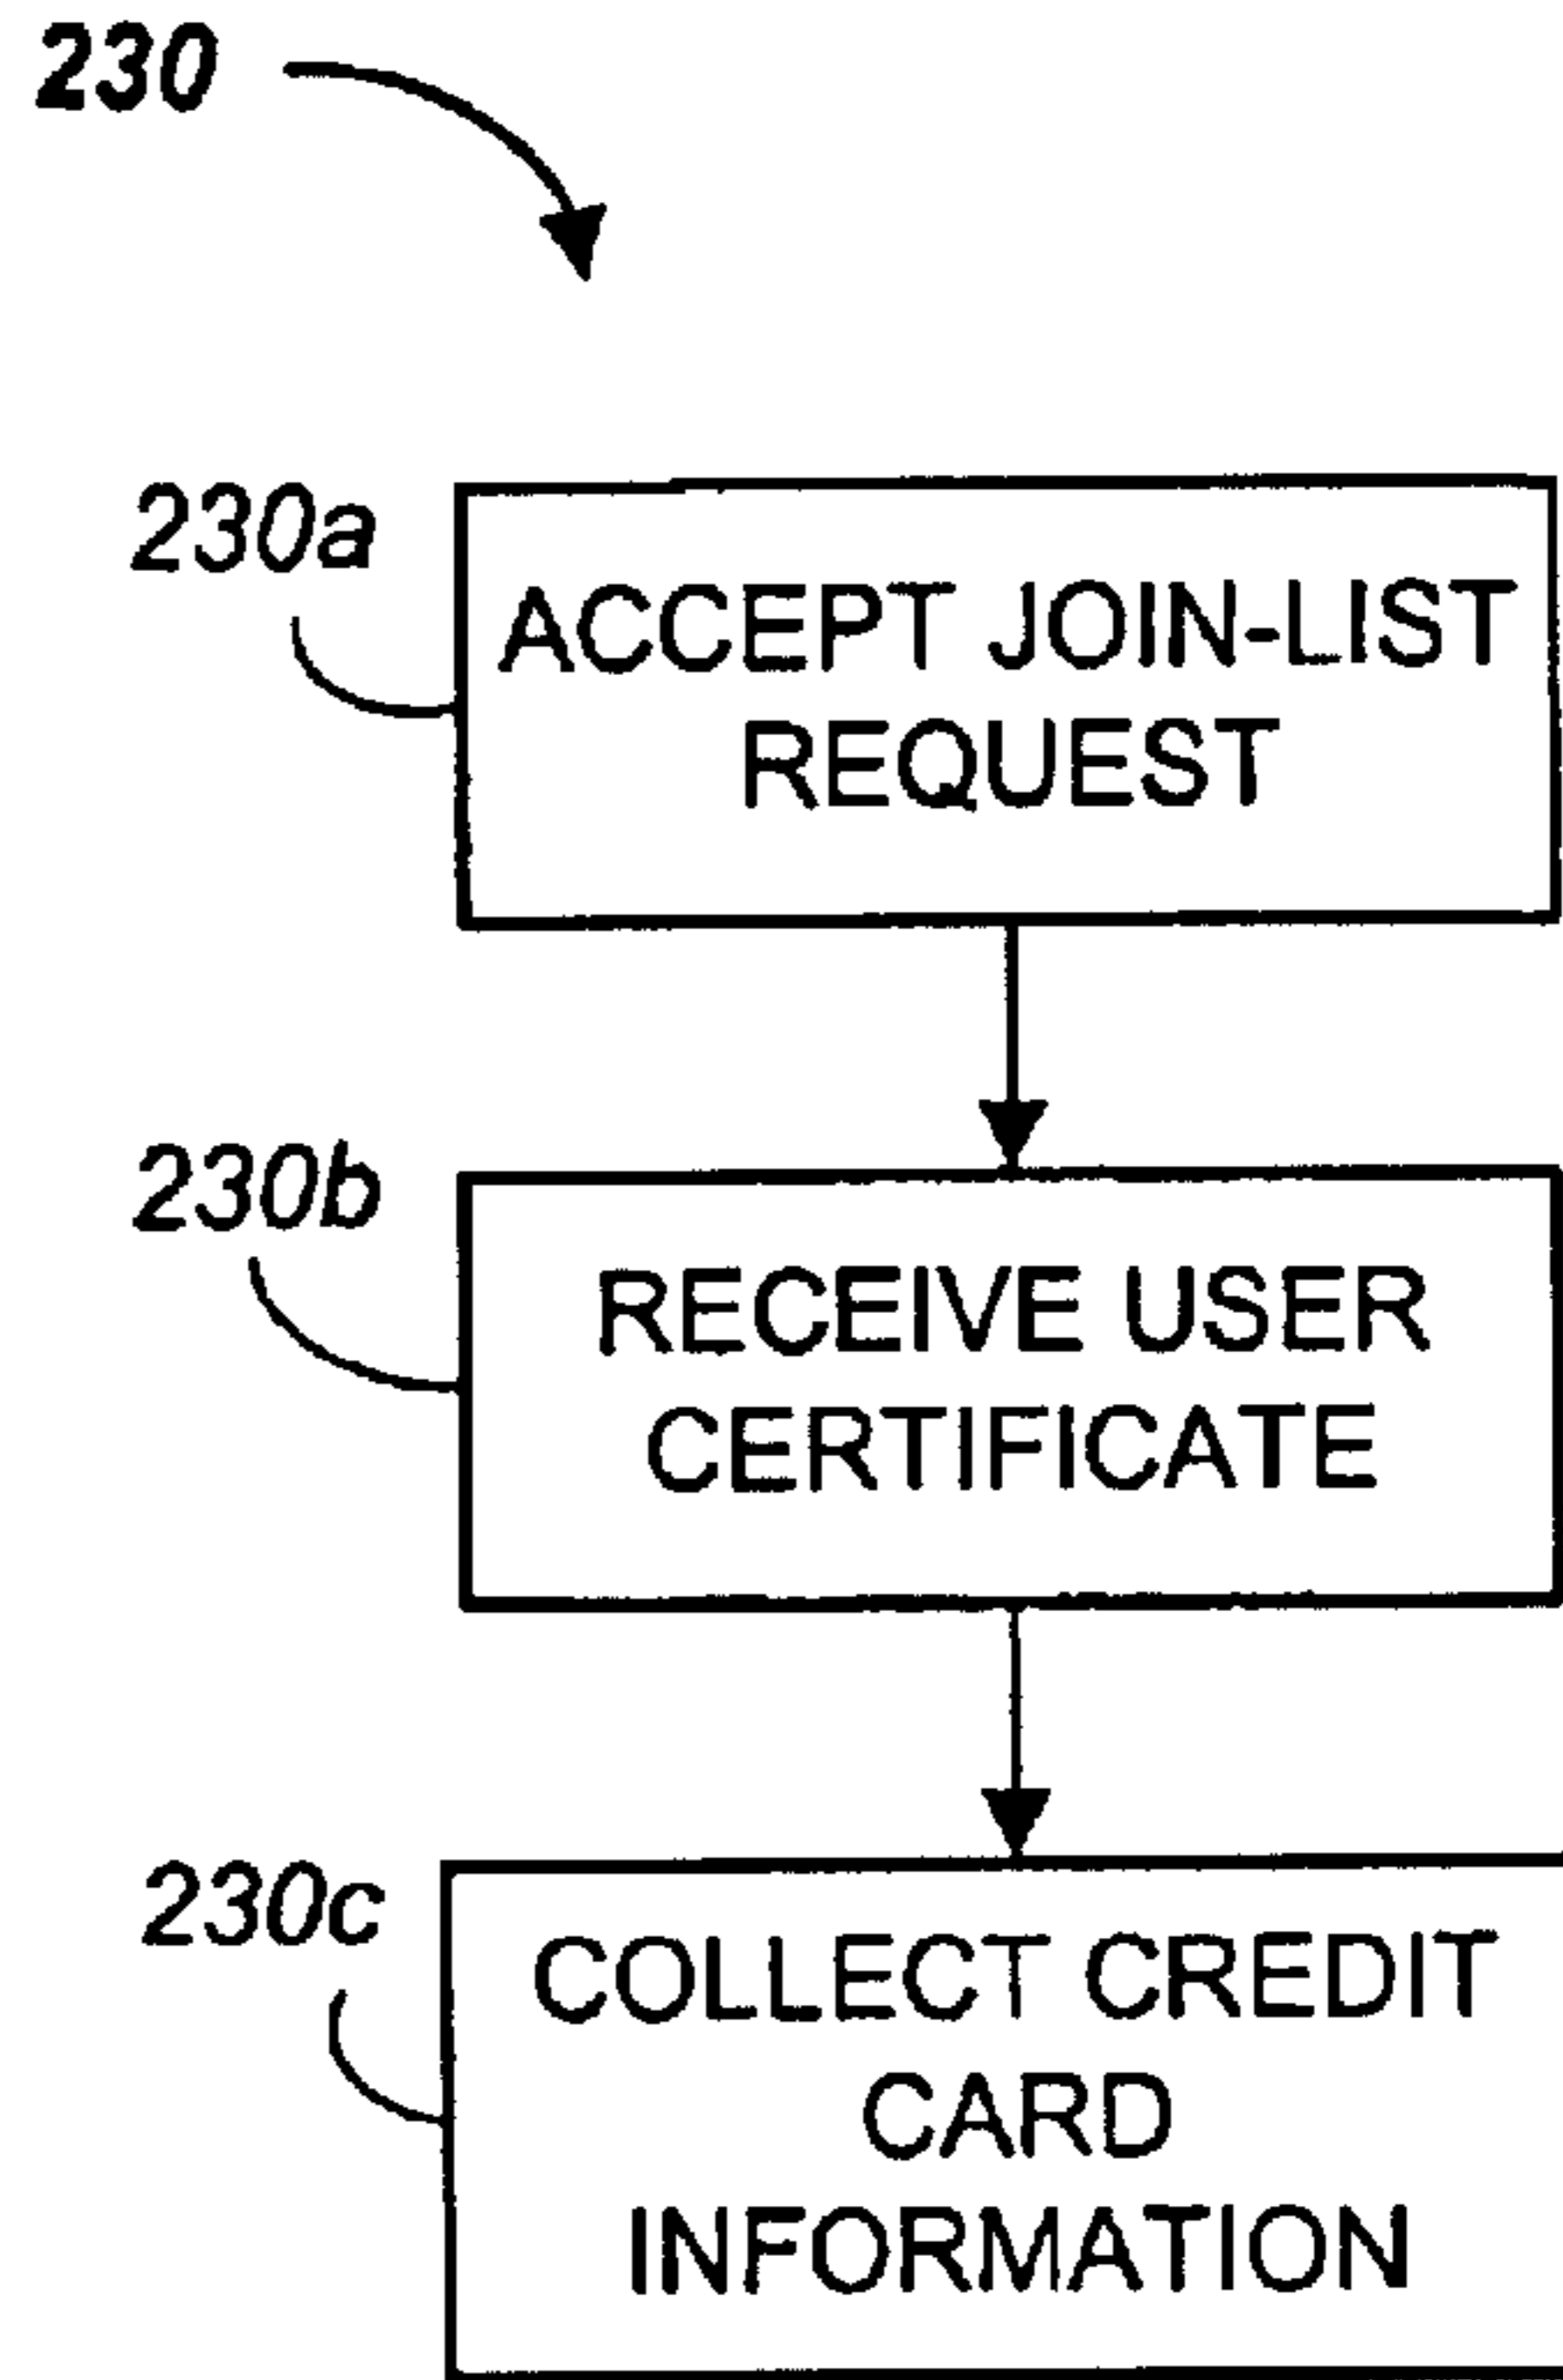 230
230a
ACCEPT JOIN-LIST
REQUEST
230b
RECEIVE USER
CERTIFICATE
230c
COLLECT CREDIT
CARD
INFORMATION